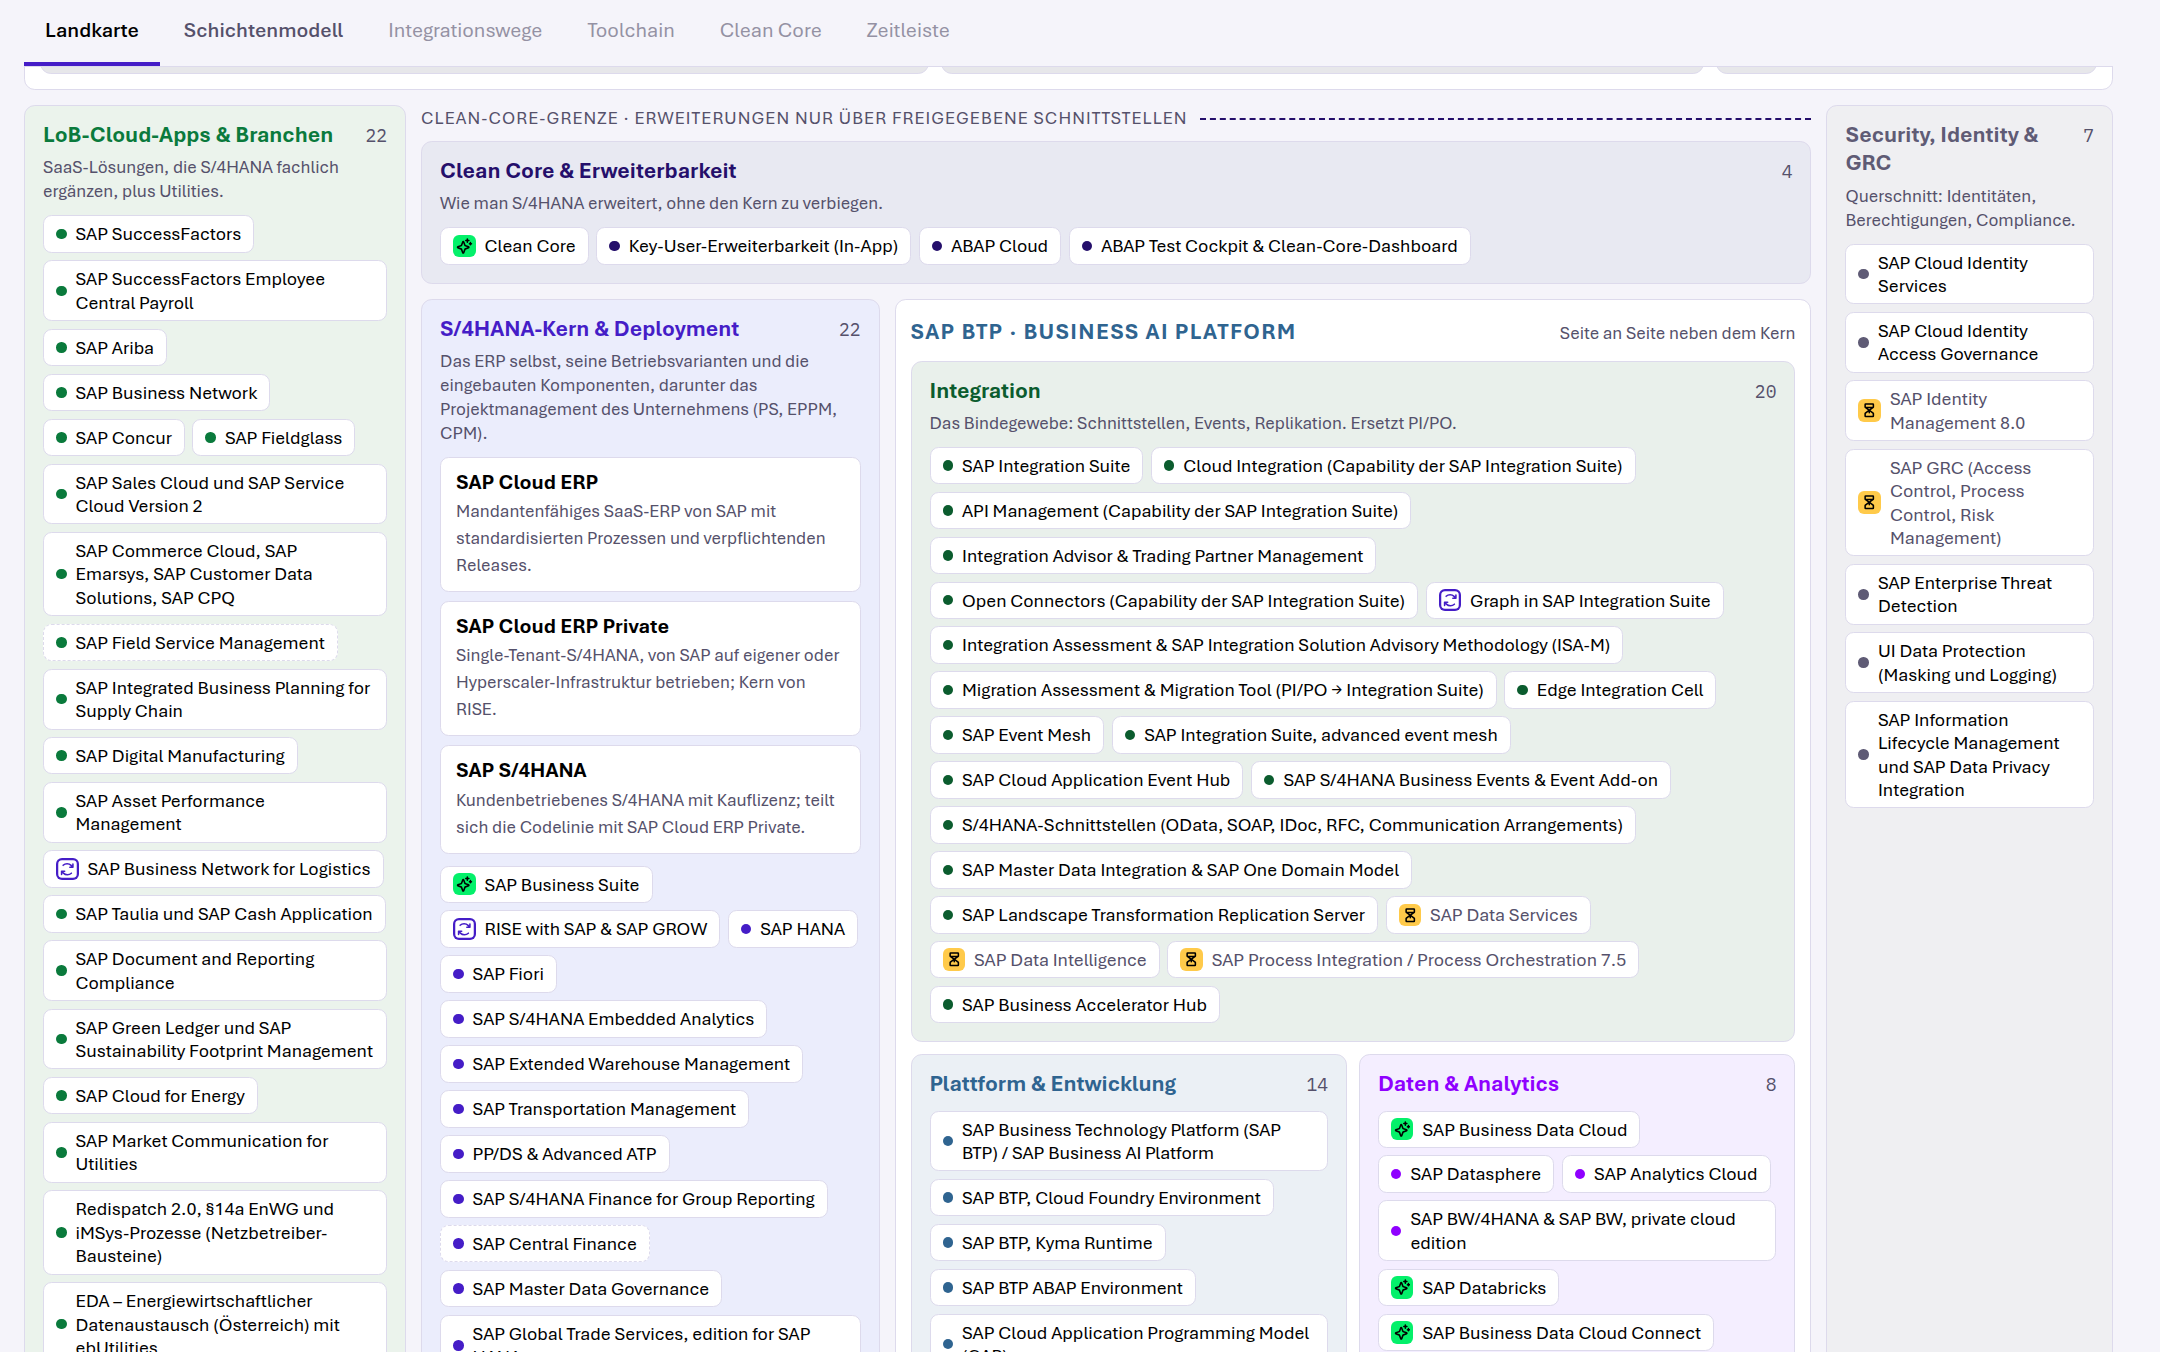 Landkarte
Schichtenmodell
Integrationswege
Toolchain
Clean Core
Zeitleiste
LoB-Cloud-Apps & Branchen
22
SaaS-Lösungen, die S/4HANA fachlich
ergänzen, plus Utilities.
SAP SuccessFactors
SAP SuccessFactors Employee
Central Payroll
SAP Ariba
SAP Business Network
SAP Concur
SAP Fieldglass
SAP Sales Cloud und SAP Service
Cloud Version 2
SAP Commerce Cloud, SAP
Emarsys, SAP Customer Data
Solutions, SAP CPQ
SAP Field Service Management
SAP Integrated Business Planning for
Supply Chain
SAP Digital Manufacturing
SAP Asset Performance
Management
SAP Business Network for Logistics
SAP Taulia und SAP Cash Application
SAP Document and Reporting
Compliance
SAP Green Ledger und SAP
Sustainability Footprint Management
SAP Cloud for Energy
SAP Market Communication for
Utilities
Redispatch 2.0, §14a EnWG und
iMSys-Prozesse (Netzbetreiber-
Bausteine)
EDA – Energiewirtschaftlicher
Datenaustausch (Österreich) mit
ebUtilities
CLEAN-CORE-GRENZE · ERWEITERUNGEN NUR ÜBER FREIGEGEBENE SCHNITTSTELLEN
Clean Core & Erweiterbarkeit
4
Wie man S/4HANA erweitert, ohne den Kern zu verbiegen.
Clean Core
Key-User-Erweiterbarkeit (In-App)
ABAP Cloud
ABAP Test Cockpit & Clean-Core-Dashboard
S/4HANA-Kern & Deployment
22
Das ERP selbst, seine Betriebsvarianten und die
eingebauten Komponenten, darunter das
Projektmanagement des Unternehmens (PS, EPPM,
CPM).
SAP Cloud ERP
Mandantenfähiges SaaS-ERP von SAP mit
standardisierten Prozessen und verpflichtenden
Releases.
SAP Cloud ERP Private
Single-Tenant-S/4HANA, von SAP auf eigener oder
Hyperscaler-Infrastruktur betrieben; Kern von
RISE.
SAP S/4HANA
Kundenbetriebenes S/4HANA mit Kauflizenz; teilt
sich die Codelinie mit SAP Cloud ERP Private.
SAP Business Suite
RISE with SAP & SAP GROW
SAP HANA
SAP Fiori
SAP S/4HANA Embedded Analytics
SAP Extended Warehouse Management
SAP Transportation Management
PP/DS & Advanced ATP
SAP S/4HANA Finance for Group Reporting
SAP Central Finance
SAP Master Data Governance
SAP Global Trade Services, edition for SAP
SAP BTP · BUSINESS AI PLATFORM
Seite an Seite neben dem Kern
Integration
20
Das Bindegewebe: Schnittstellen, Events, Replikation. Ersetzt PI/PO.
SAP Integration Suite
Cloud Integration (Capability der SAP Integration Suite)
API Management (Capability der SAP Integration Suite)
Integration Advisor & Trading Partner Management
Open Connectors (Capability der SAP Integration Suite)
Graph in SAP Integration Suite
Integration Assessment & SAP Integration Solution Advisory Methodology (ISA-M)
Migration Assessment & Migration Tool (PI/PO → Integration Suite)
Edge Integration Cell
SAP Event Mesh
SAP Integration Suite, advanced event mesh
SAP Cloud Application Event Hub
SAP S/4HANA Business Events & Event Add-on
S/4HANA-Schnittstellen (OData, SOAP, IDoc, RFC, Communication Arrangements)
SAP Master Data Integration & SAP One Domain Model
SAP Landscape Transformation Replication Server
SAP Data Services
SAP Data Intelligence
SAP Process Integration / Process Orchestration 7.5
SAP Business Accelerator Hub
Plattform & Entwicklung
14
SAP Business Technology Platform (SAP
BTP) / SAP Business AI Platform
SAP BTP, Cloud Foundry Environment
SAP BTP, Kyma Runtime
SAP BTP ABAP Environment
SAP Cloud Application Programming Model
Daten & Analytics
8
SAP Business Data Cloud
SAP Datasphere
SAP Analytics Cloud
SAP BW/4HANA & SAP BW, private cloud
edition
SAP Databricks
SAP Business Data Cloud Connect
Security, Identity &
GRC
7
Querschnitt: Identitäten,
Berechtigungen, Compliance.
SAP Cloud Identity
Services
SAP Cloud Identity
Access Governance
SAP Identity
Management 8.0
SAP GRC (Access
Control, Process
Control, Risk
Management)
SAP Enterprise Threat
Detection
UI Data Protection
(Masking und Logging)
SAP Information
Lifecycle Management
und SAP Data Privacy
Integration